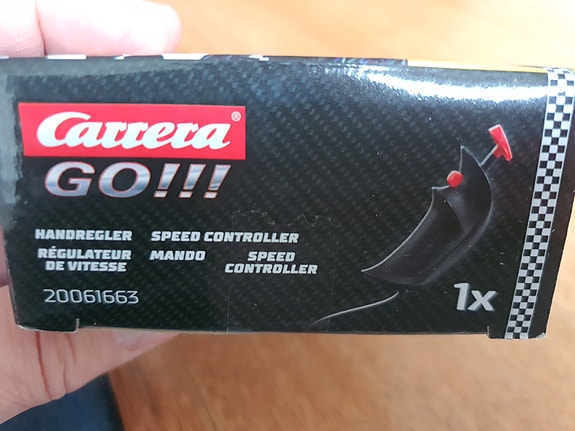 Carrera®
GO!!!
HANDREGLER SPEED CONTROLLER
RÉGULATEUR DE VITESSE MANDO SPEED CONTROLLER
20061663
1x